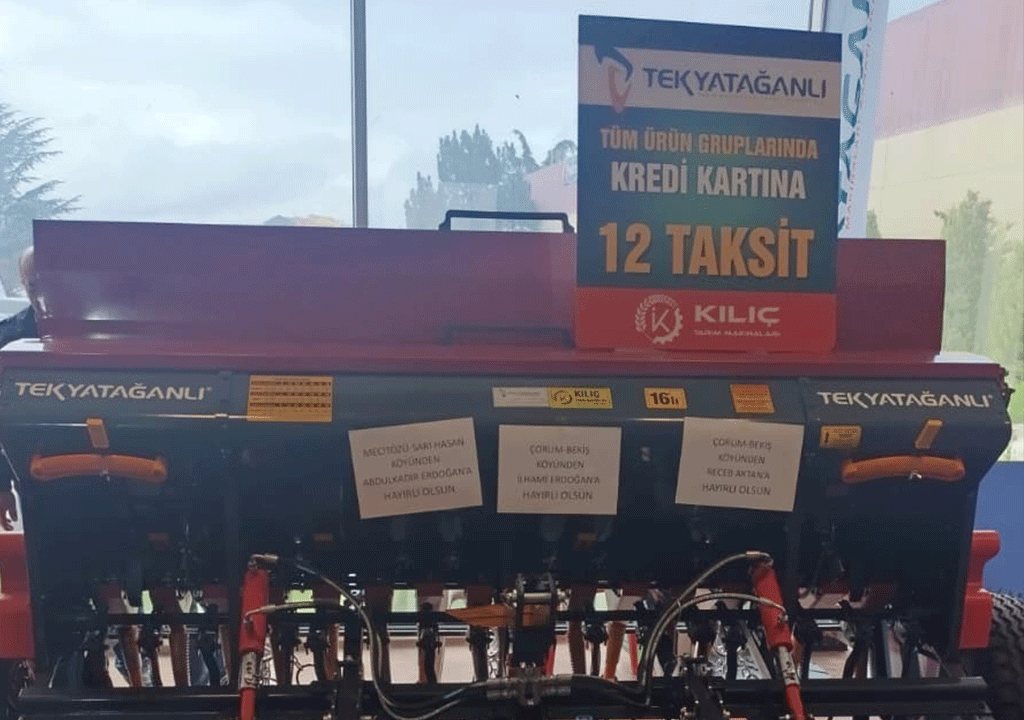 TEKYATAĞANLI
TÜM ÜRÜN GRUPLARINDA
KREDİ KARTINA
12 TAKSİT
KILIÇ
TARIM MAKİNALARI
TEKYATAĞANLI
KILIÇ
16'lı
TEKYATAĞANLI
MECİTÖZÜ-SARI HASAN
KÖYÜNDEN
ABDULKADİR ERDOĞAN'A
HAYIRLI OLSUN
ÇORUM-BEKİŞ
KÖYÜNDEN
İLHAMİ ERDOĞAN'A
HAYIRLI OLSUN
ÇORUM-BEKİŞ
KÖYÜNDEN
RECEB AKTAN'A
HAYIRLI OLSUN